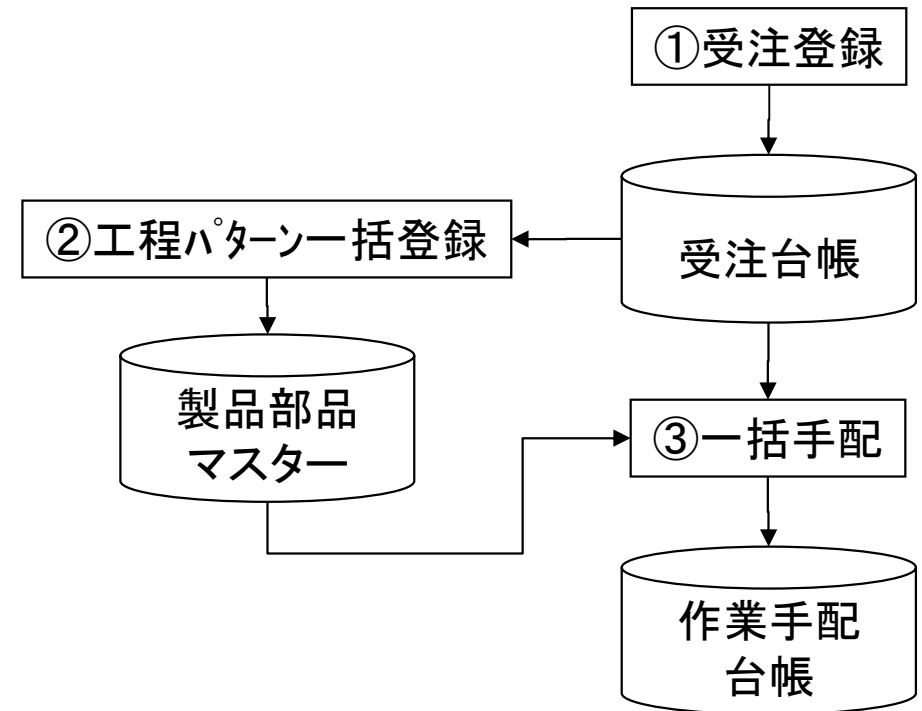 ①受注登録
②工程ﾊﾟﾀｰﾝ一括登録
受注台帳
製品部品
マスター
③一括手配
作業手配
台帳